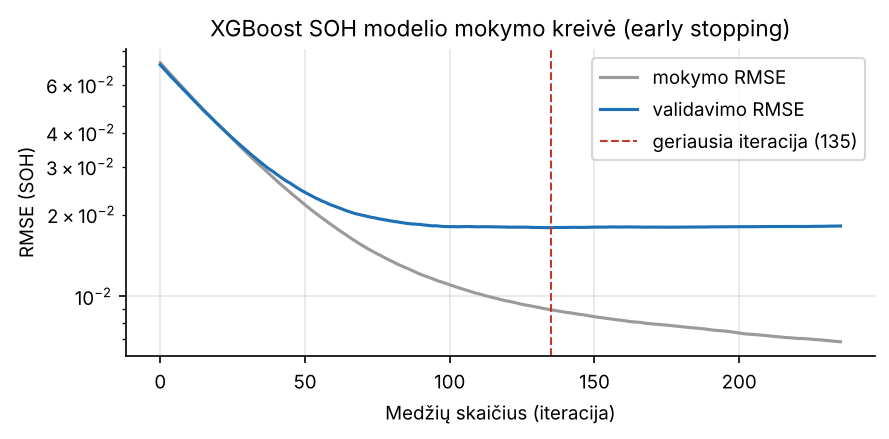 XGBoost SOH modelio mokymo kreivė (early stopping)
mokymo RMSE
validavimo RMSE
geriausia iteracija (135)
RMSE (SOH)
6 × 10⁻²
4 × 10⁻²
3 × 10⁻²
2 × 10⁻²
10⁻²
0 50 100 150 200
Medžių skaičius (iteracija)